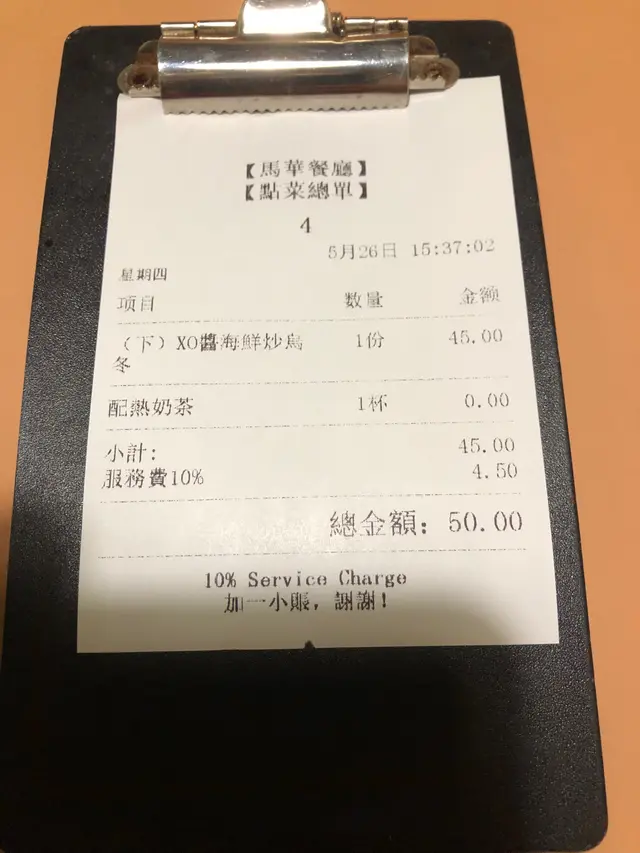 【馬華餐廳】
【點菜總單】
4
5月26日 15:37:02
星期四
项目 数量 金额
（下）XO醬海鮮炒烏 1份 45.00
冬
配熱奶茶 1杯 0.00
小計: 45.00
服務費10% 4.50
總金額: 50.00
10% Service Charge
加一小賬, 謝謝!